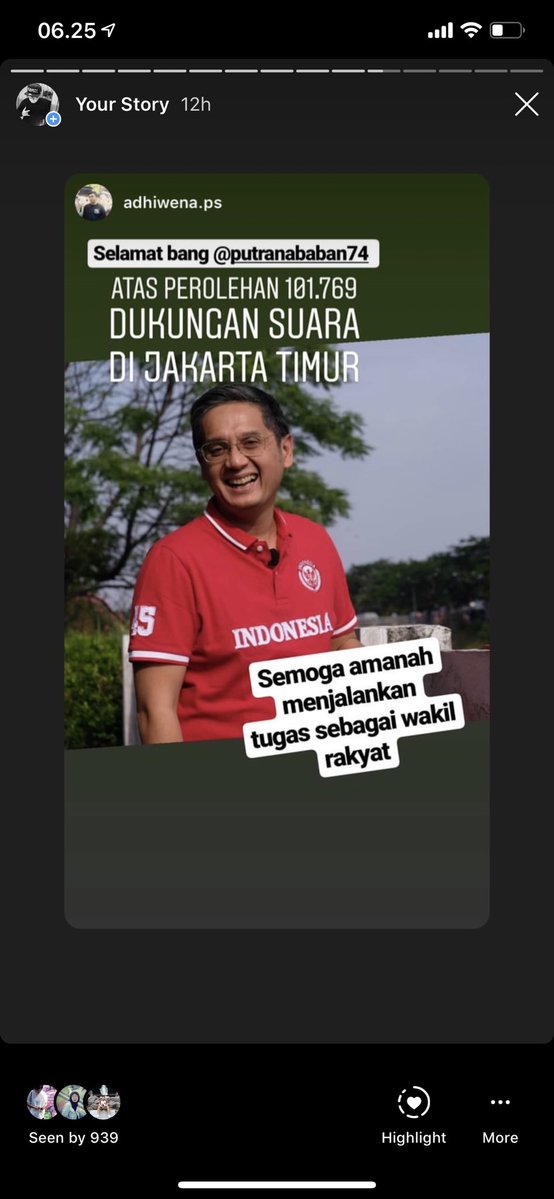 06.25
Your Story 12h
adhiwena.ps
Selamat bang @putranababan74
ATAS PEROLEHAN 101.769
DUKUNGAN SUARA
DI JAKARTA TIMUR
45
INDONESIA
Semoga amanah
menjalankan
tugas sebagai wakil
rakyat
Seen by 939
Highlight
More